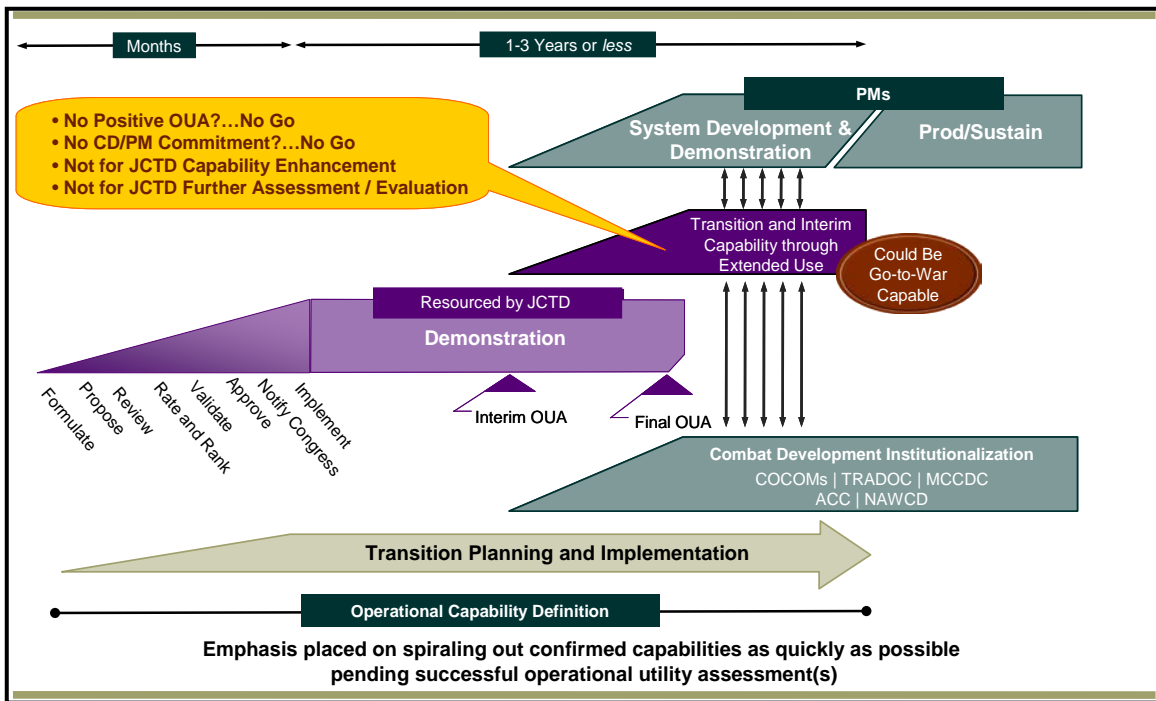 Months
1-3 Years or less
PMs
• No Positive OUA?...No Go
• No CD/PM Commitment?...No Go
• Not for JCTD Capability Enhancement
• Not for JCTD Further Assessment / Evaluation
System Development &
Demonstration
Prod/Sustain
Transition and Interim
Capability through
Extended Use
Could Be
Go-to-War
Capable
Resourced by JCTD
Demonstration
Formulate
Propose
Review
Rate and Rank
Validate
Approve
Notify Congress
Implement
Interim OUA
Final OUA
Combat Development Institutionalization
COCOMs | TRADOC | MCCDC
ACC | NAWCD
Transition Planning and Implementation
Operational Capability Definition
Emphasis placed on spiraling out confirmed capabilities as quickly as possible
pending successful operational utility assessment(s)